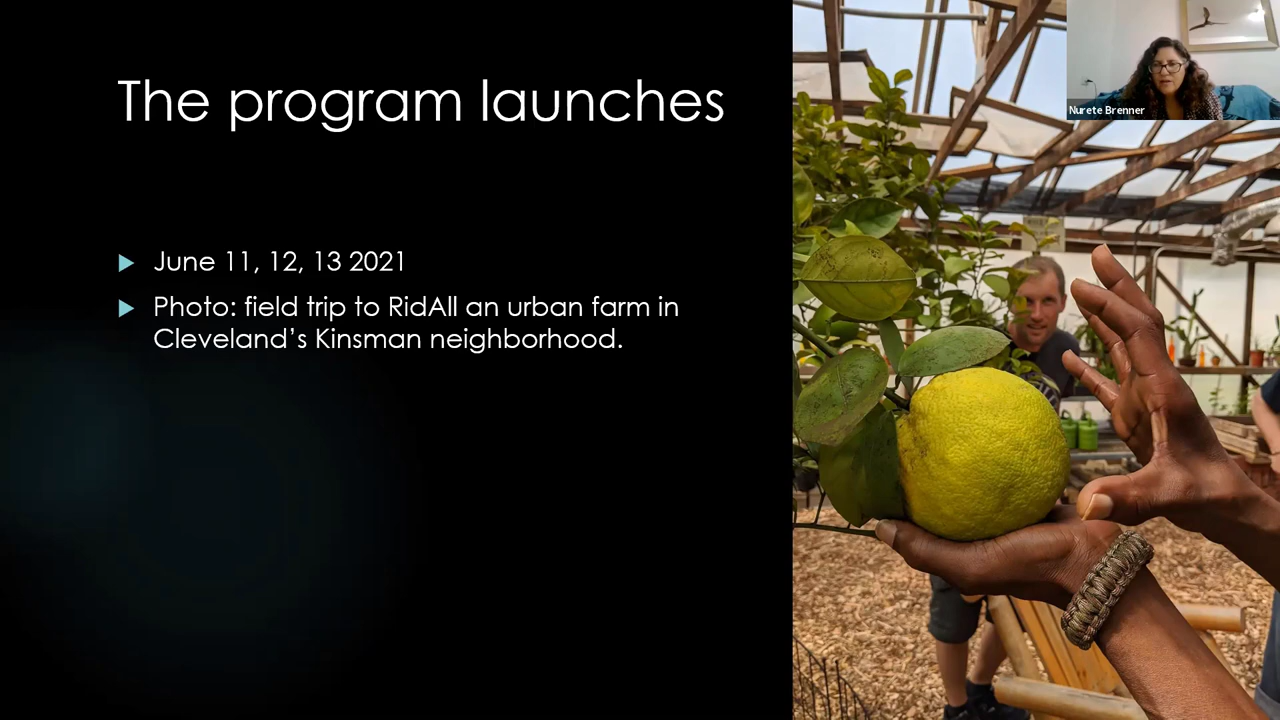 The program launches
June 11, 12, 13 2021
Photo: field trip to RidAll an urban farm in
Cleveland’s Kinsman neighborhood.
Nurete Brenner